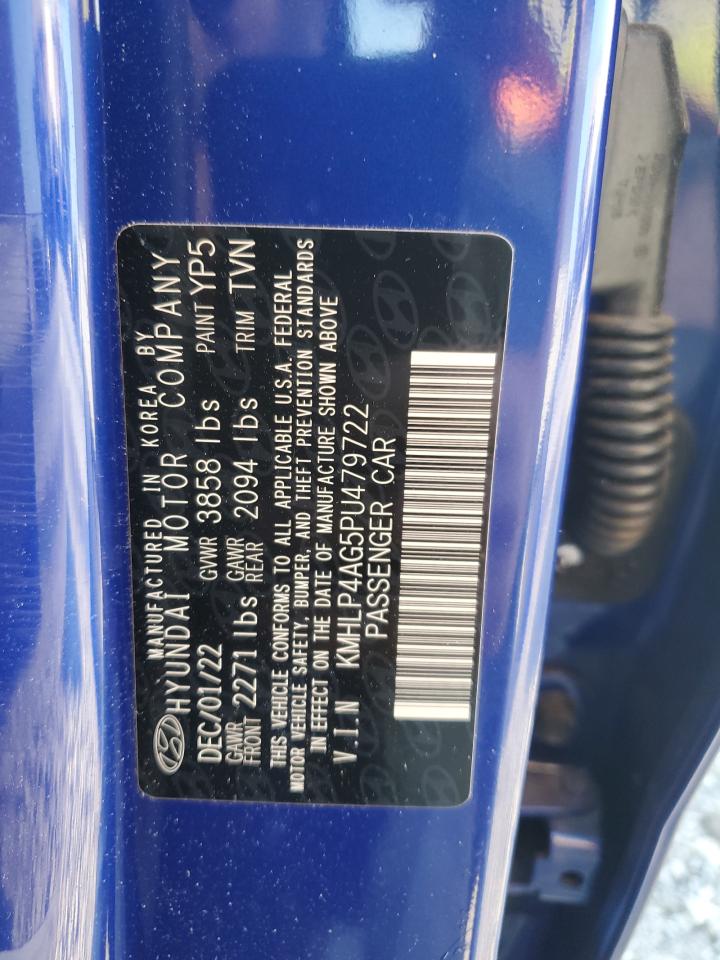 MANUFACTURED IN KOREA BY
HYUNDAI MOTOR COMPANY
DEC/01/22 GVWR 3858 lbs PAINT YP5
GAWR FRONT 2271 lbs GAWR REAR 2094 lbs TRIM TVN
THIS VEHICLE CONFORMS TO ALL APPLICABLE U.S.A. FEDERAL
MOTOR VEHICLE SAFETY, BUMPER, AND THEFT PREVENTION STANDARDS
IN EFFECT ON THE DATE OF MANUFACTURE SHOWN ABOVE
V.I.N KMHLP4AG5PU479722
PASSENGER CAR